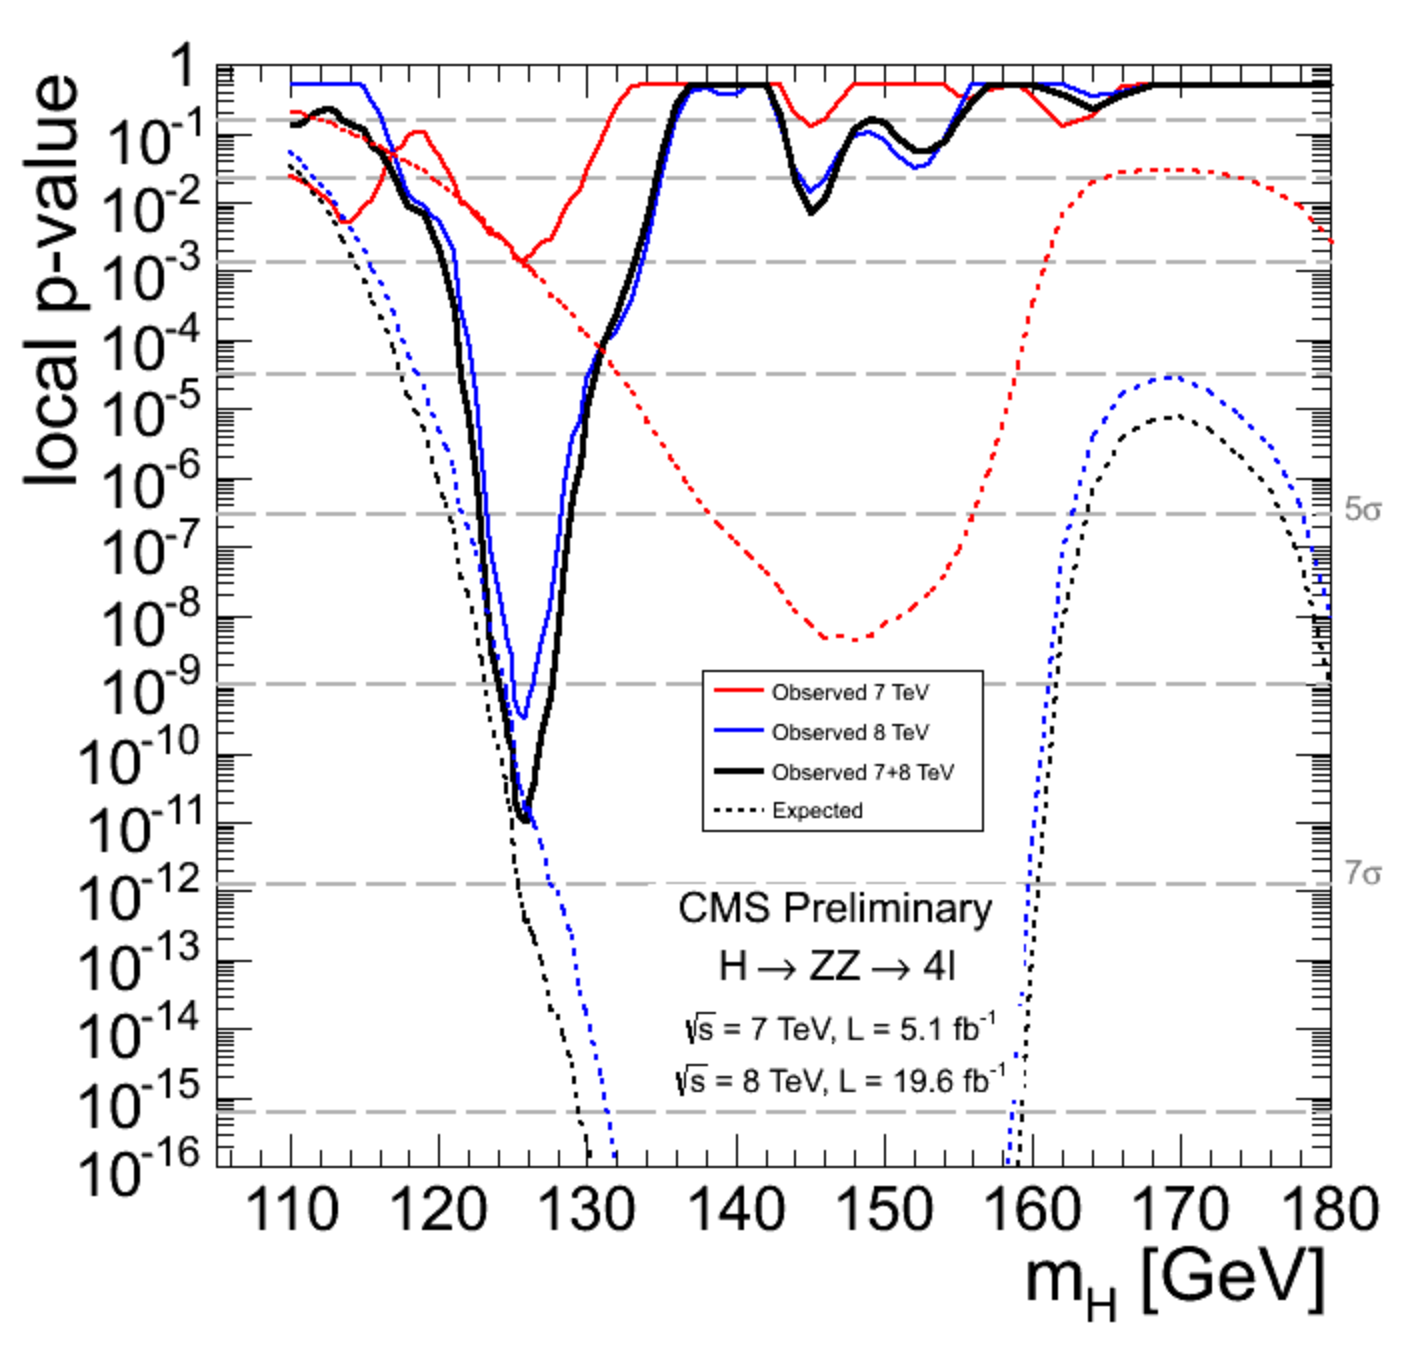 local p-value
1
10-1
10-2
10-3
10-4
10-5
10-6
10-7
10-8
10-9
10-10
10-11
10-12
10-13
10-14
10-15
10-16
5σ
7σ
Observed 7 TeV
Observed 8 TeV
Observed 7+8 TeV
Expected
CMS Preliminary
H → ZZ → 4l
√s = 7 TeV, L = 5.1 fb-1
√s = 8 TeV, L = 19.6 fb-1
110 120 130 140 150 160 170 180
mH [GeV]